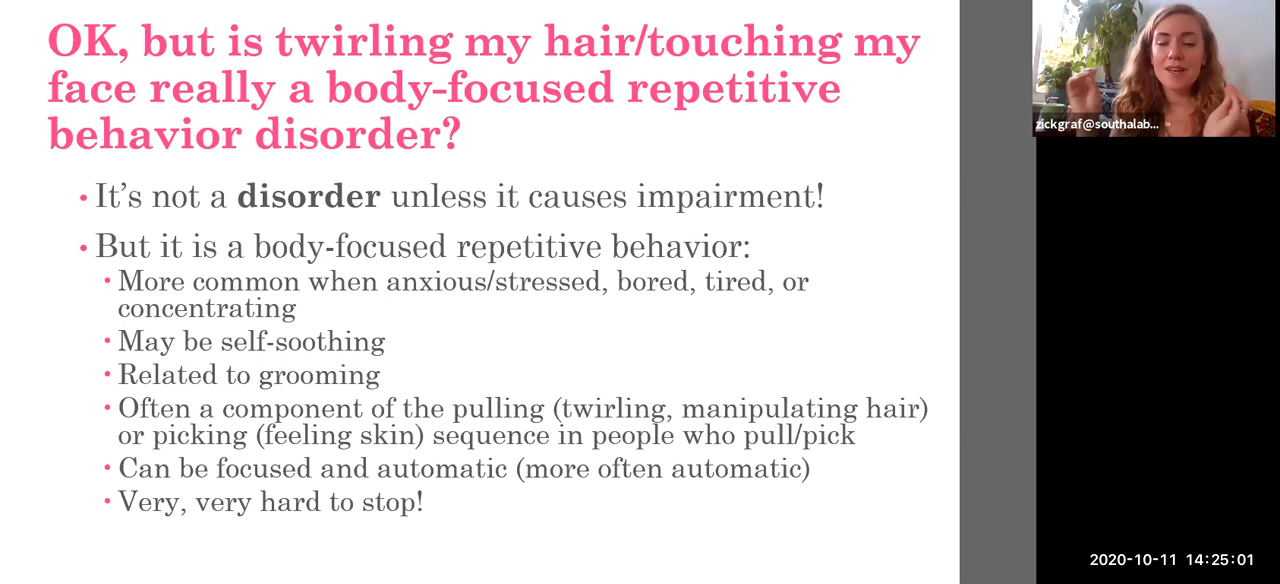 OK, but is twirling my hair/touching my
face really a body-focused repetitive
behavior disorder?
• It’s not a disorder unless it causes impairment!
• But it is a body-focused repetitive behavior:
• More common when anxious/stressed, bored, tired, or
concentrating
• May be self-soothing
• Related to grooming
• Often a component of the pulling (twirling, manipulating hair)
or picking (feeling skin) sequence in people who pull/pick
• Can be focused and automatic (more often automatic)
• Very, very hard to stop!
zickgraf@southalab...
2020-10-11 14:25:01